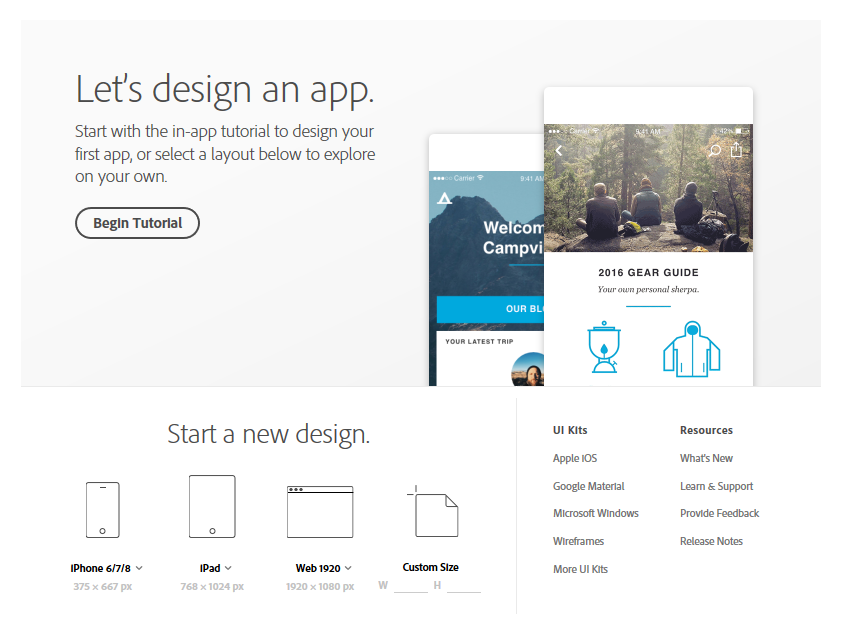 Let's design an app.
Start with the in-app tutorial to design your
first app, or select a layout below to explore
on your own.
Begin Tutorial
Carrier
9:41 AM
Welcom
Campvi
OUR BL
YOUR LATEST TRIP
Carrier
9:41 AM
42%
2016 GEAR GUIDE
Your own personal sherpa.
Start a new design.
iPhone 6/7/8
375 × 667 px
iPad
768 × 1024 px
Web 1920
1920 × 1080 px
Custom Size
W H
UI Kits
Apple iOS
Google Material
Microsoft Windows
Wireframes
More UI Kits
Resources
What's New
Learn & Support
Provide Feedback
Release Notes